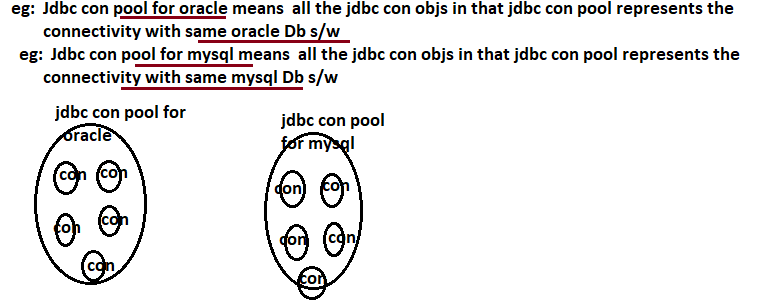 eg: Jdbc con pool for oracle means all the jdbc con objs in that jdbc con pool represents the
connectivity with same oracle Db s/w
eg: Jdbc con pool for mysql means all the jdbc con objs in that jdbc con pool represents the
connectivity with same mysql Db s/w
jdbc con pool for
oracle
jdbc con pool
for mysql
con con
con con
con
con con
con con
con